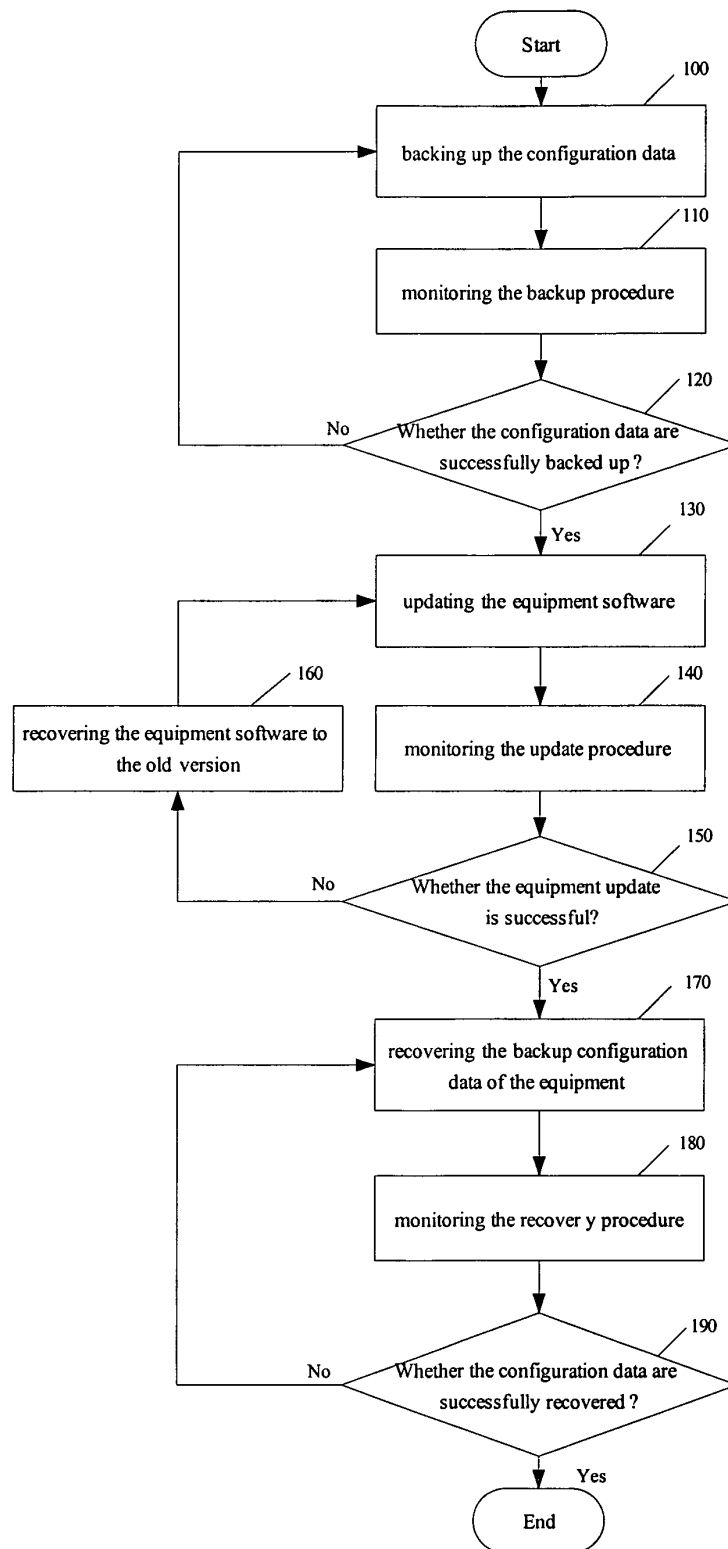 Start
100
backing up the configuration data
110
monitoring the backup procedure
120
No
Whether the configuration data are
successfully backed up ?
Yes
130
updating the equipment software
160
recovering the equipment software to
the old version
140
monitoring the update procedure
150
No
Whether the equipment update
is successful?
Yes
170
recovering the backup configuration
data of the equipment
180
monitoring the recover y procedure
190
No
Whether the configuration data are
successfully recovered ?
Yes
End